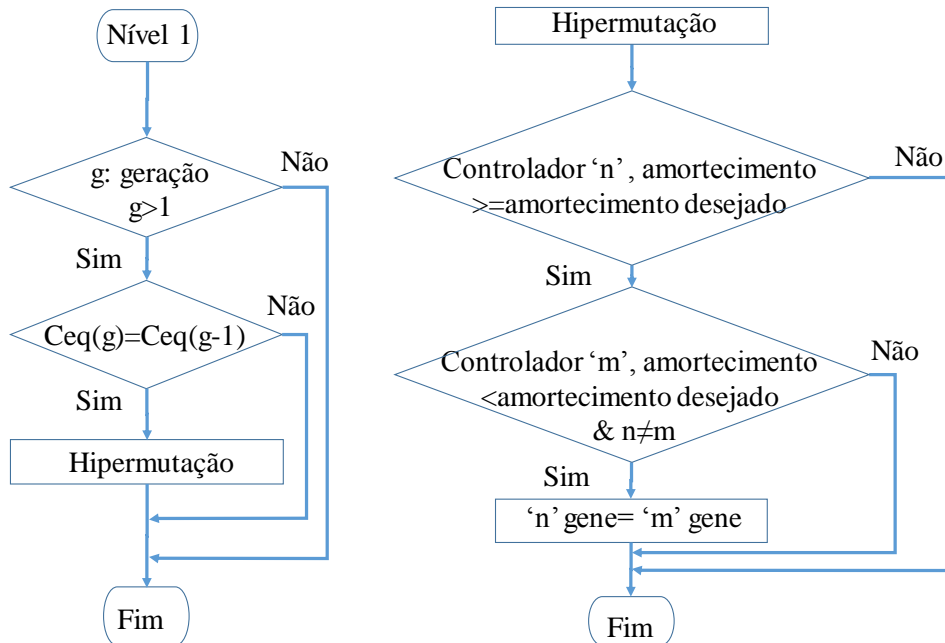 Nível 1
g: geração
g>1
Não
Sim
Ceq(g)=Ceq(g-1)
Não
Sim
Hipermutação
Fim
Hipermutação
Controlador ‘n’ , amortecimento
>=amortecimento desejado
Não
Sim
Controlador ‘m’, amortecimento
<amortecimento desejado
& n≠m
Não
Sim
‘n’ gene= ‘m’ gene
Fim